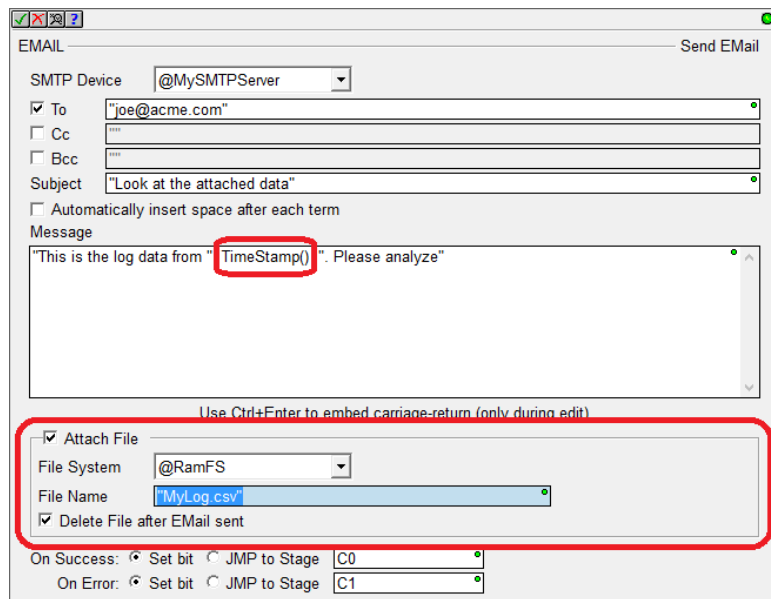 EMAIL Send EMail
SMTP Device @MySMTPServer
To "joe@acme.com"
Cc ""
Bcc ""
Subject "Look at the attached data"
Automatically insert space after each term
Message
"This is the log data from " TimeStamp() ". Please analyze"
Use Ctrl+Enter to embed carriage-return (only during edit)
Attach File
File System @RamFS
File Name "MyLog.csv"
Delete File after EMail sent
On Success: Set bit JMP to Stage C0
On Error: Set bit JMP to Stage C1